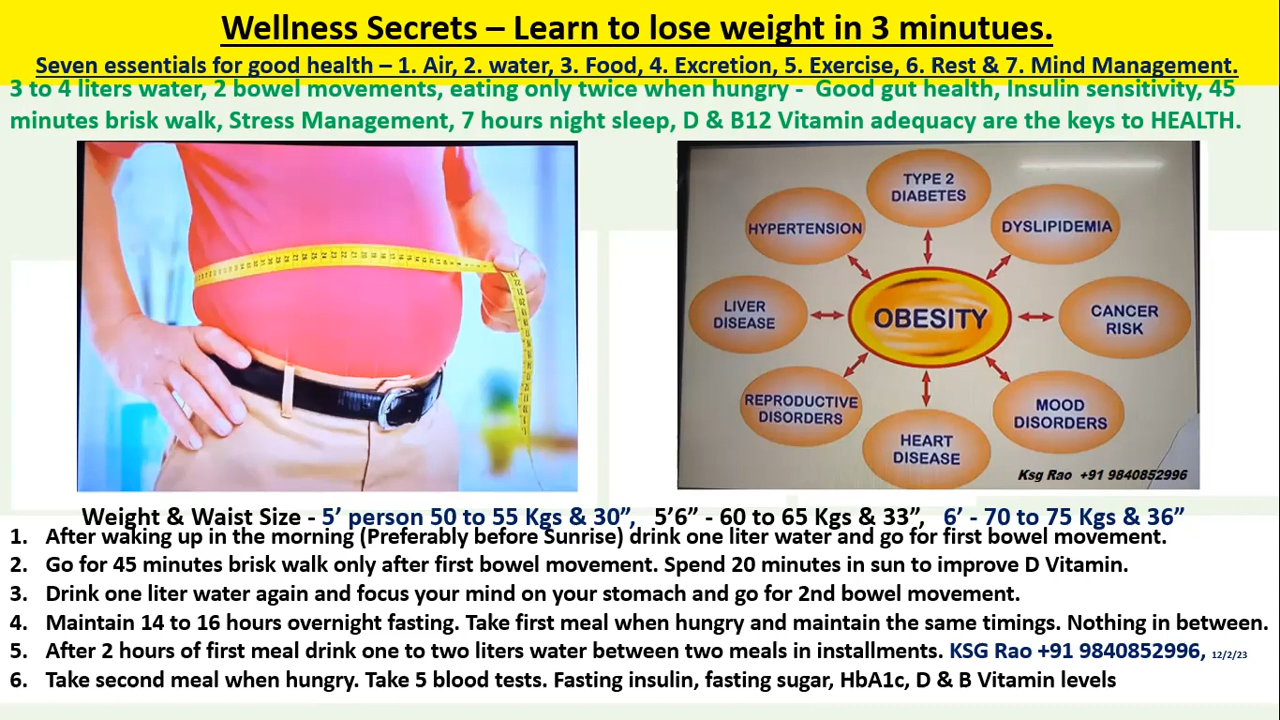 Wellness Secrets – Learn to lose weight in 3 minutues.
Seven essentials for good health – 1. Air, 2. water, 3. Food, 4. Excretion, 5. Exercise, 6. Rest & 7. Mind Management.
3 to 4 liters water, 2 bowel movements, eating only twice when hungry - Good gut health, Insulin sensitivity, 45
minutes brisk walk, Stress Management, 7 hours night sleep, D & B12 Vitamin adequacy are the keys to HEALTH.
TYPE 2
DIABETES
HYPERTENSION
DYSLIPIDEMIA
LIVER
DISEASE
OBESITY
CANCER
RISK
REPRODUCTIVE
DISORDERS
MOOD
DISORDERS
HEART
DISEASE
Ksg Rao +91 9840852996
Weight & Waist Size - 5’ person 50 to 55 Kgs & 30”, 5’6” - 60 to 65 Kgs & 33”, 6’ - 70 to 75 Kgs & 36”
1. After waking up in the morning (Preferably before Sunrise) drink one liter water and go for first bowel movement.
2. Go for 45 minutes brisk walk only after first bowel movement. Spend 20 minutes in sun to improve D Vitamin.
3. Drink one liter water again and focus your mind on your stomach and go for 2nd bowel movement.
4. Maintain 14 to 16 hours overnight fasting. Take first meal when hungry and maintain the same timings. Nothing in between.
5. After 2 hours of first meal drink one to two liters water between two meals in installments. KSG Rao +91 9840852996, 12/2/23
6. Take second meal when hungry. Take 5 blood tests. Fasting insulin, fasting sugar, HbA1c, D & B Vitamin levels